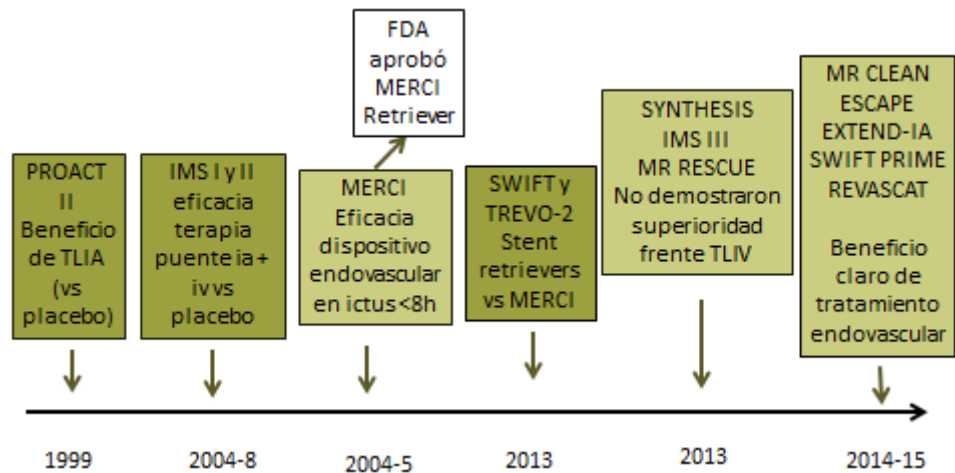 FDA
aprobó
MERCI
Retriever
PROACT
II
Beneficio
de TLIA
(vs
placebo)
IMS I y II
eficacia
terapia
puente ia+
iv vs
placebo
MERCI
Eficacia
dispositivo
endovascular
en ictus <8h
SWIFT y
TREVO-2
Stent
retrievers
vs MERCI
SYNTHESIS
IMS III
MR RESCUE
No demostraron
superioridad
frente TLIV
MR CLEAN
ESCAPE
EXTEND-IA
SWIFT PRIME
REVASCAT
Beneficio
claro de
tratamiento
endovascular
1999
2004-8
2004-5
2013
2013
2014-15